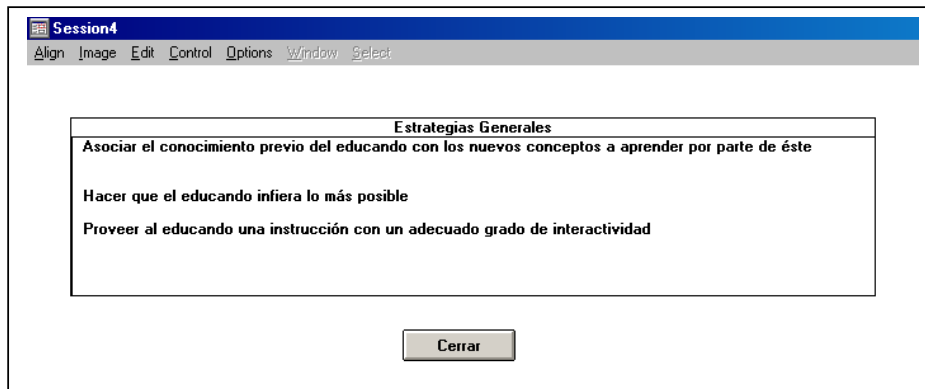 Session4
Align Image Edit Control Options Window Select
Estrategias Generales
Asociar el conocimiento previo del educando con los nuevos conceptos a aprender por parte de éste
Hacer que el educando infiera lo más posible
Proveer al educando una instrucción con un adecuado grado de interactividad
Cerrar